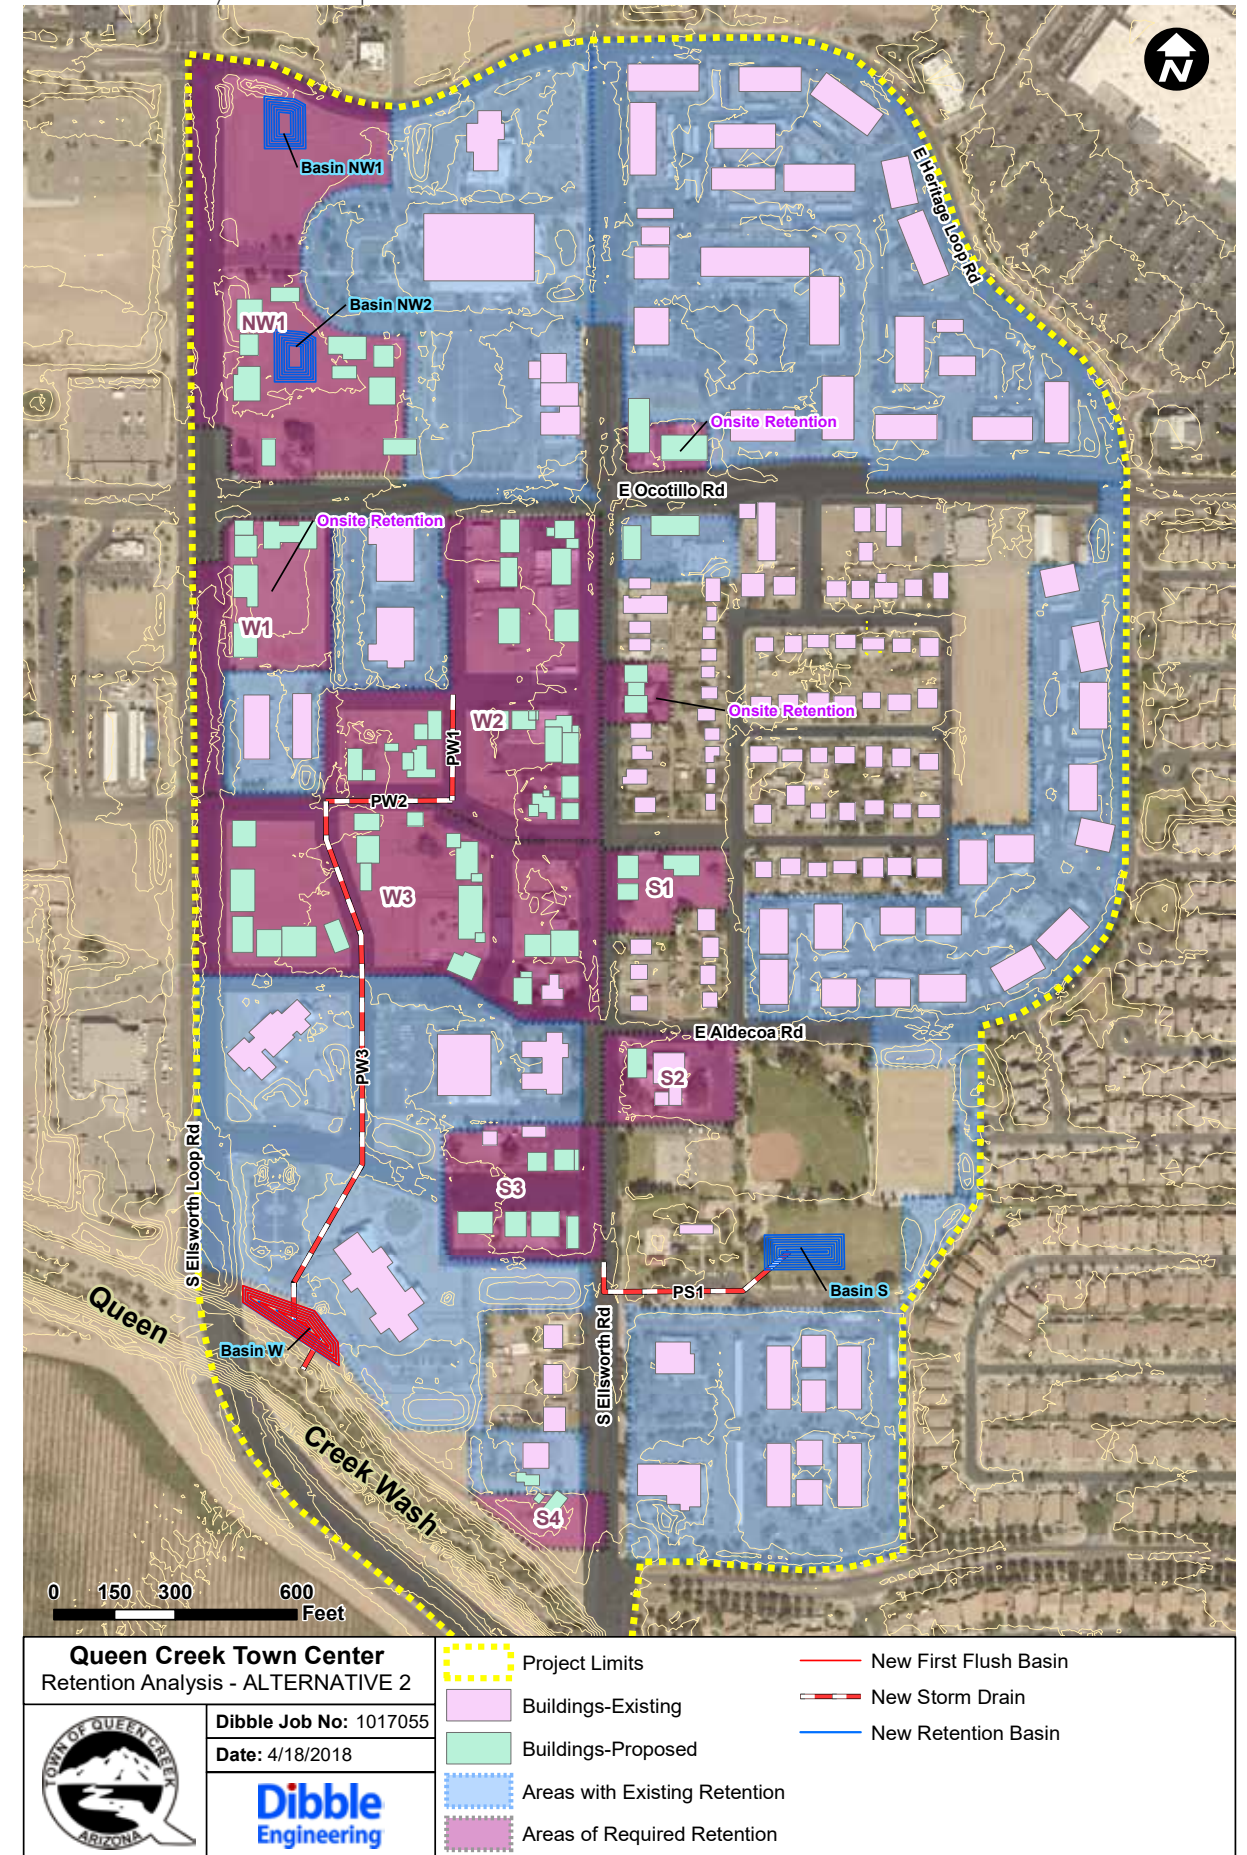 N
Basin NW1
E Heritage Loop Rd
Basin NW2
NW1
Onsite Retention
E Ocotillo Rd
Onsite Retention
W1
W2
PW1
Onsite Retention
PW2
S1
W3
E Aldecoa Rd
PW3
S2
S Ellsworth Loop Rd
S3
PS1
Basin S
Queen
Basin W
S Ellsworth Rd
Creek Wash
S4
0 150 300 600
Feet
Queen Creek Town Center
Retention Analysis - ALTERNATIVE 2
Dibble Job No: 1017055
Date: 4/18/2018
TOWN OF QUEEN CREEK
ARIZONA
Dibble
Engineering
Project Limits
Buildings-Existing
Buildings-Proposed
Areas with Existing Retention
Areas of Required Retention
New First Flush Basin
New Storm Drain
New Retention Basin